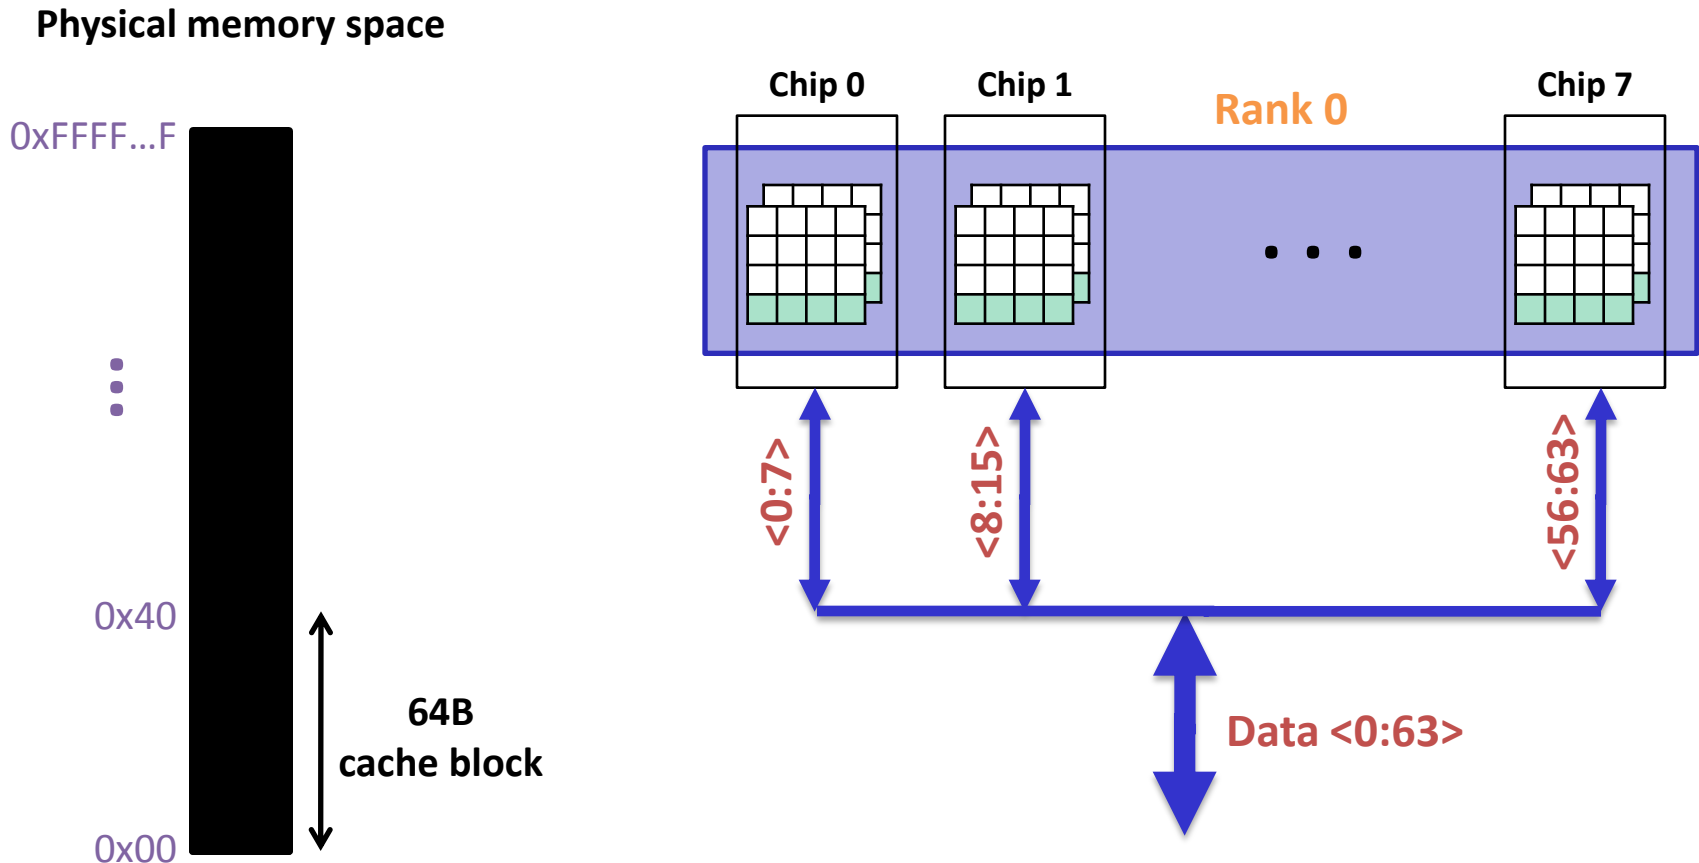 Physical memory space
0xFFFF...F
0x40
0x00
64B
cache block
Chip 0
Chip 1
Rank 0
Chip 7
. . .
<0:7>
<8:15>
<56:63>
Data <0:63>